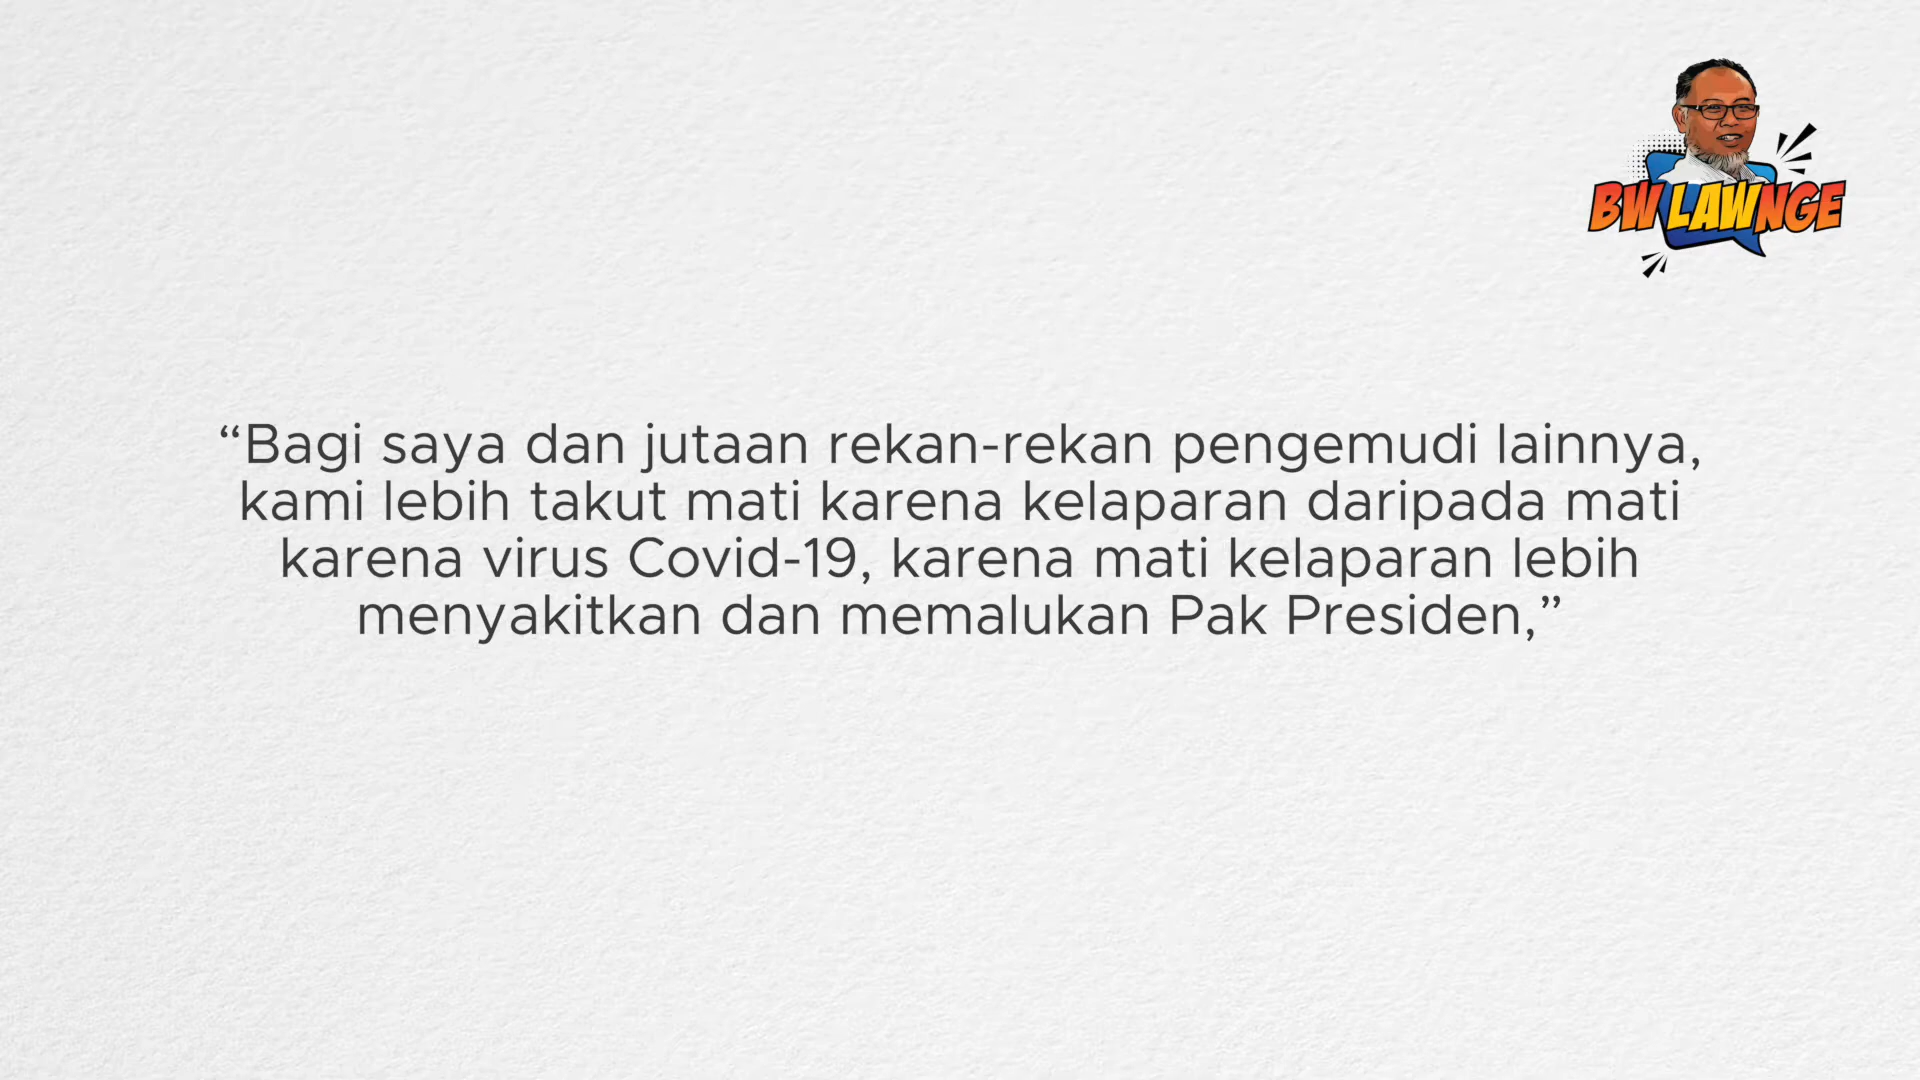 BW LAWNGE
“Bagi saya dan jutaan rekan-rekan pengemudi lainnya,
kami lebih takut mati karena kelaparan daripada mati
karena virus Covid-19, karena mati kelaparan lebih
menyakitkan dan memalukan Pak Presiden,”